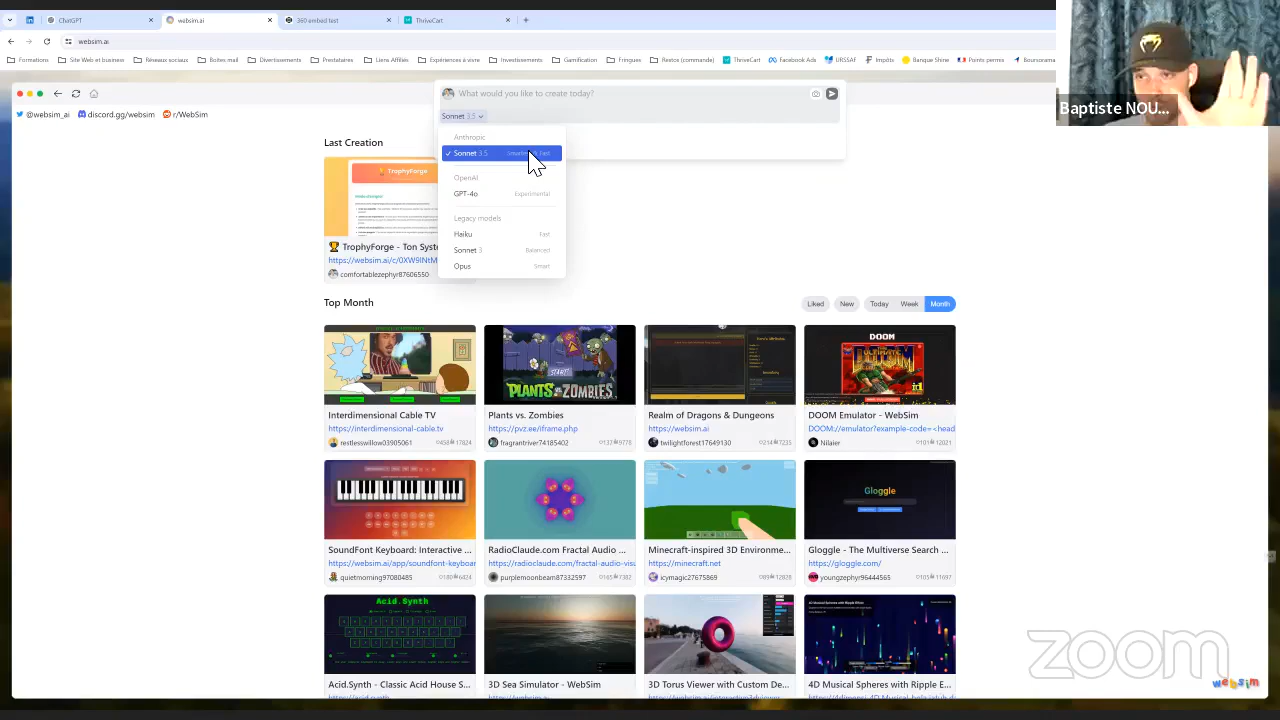 ChatGPT
websim.ai
360 embed test
ThriveCart
websim.ai
Formations
Site Web et business
Réseaux sociaux
Boites mail
Divertissements
Prestataires
Liens Affiliés
Expériences à vivre
Investissements
Gamification
Fringues
Restos (commande)
ThriveCart
Facebook Ads
URSSAF
Impôts
Banque Shine
Points permis
Boursorama
Baptiste NOU...
What would you like to create today?
@websim_ai
discord.gg/websim
r/WebSim
Sonnet 3.5
Anthropic
Sonnet 3.5
OpenAI
GPT-4o Experimental
Legacy models
Haiku Fast
Sonnet 3 Balanced
Opus Smart
Last Creation
TrophyForge
TrophyForge - Ton Syst
comfortablezephyr87606550
Top Month
Liked New Today Week Month
DOOM
START!
PLANTS ZOMBIES
Interdimensional Cable TV
https://interdimensional-cable.tv
restlesswillow03905061
Plants vs. Zombies
https://pvz.ee/iframe.php
fragrantriver74185402
Realm of Dragons & Dungeons
https://websim.ai
twilightforest17649130
DOOM Emulator - WebSim
DOOM://emulator?example-code=<head
Nilaier
Gloggle
SoundFont Keyboard: Interactive ...
https://websim.ai/app/soundfont-keyboar
quietmorning97080485
RadioClaude.com Fractal Audio ...
https://radioclaude.com/fractal-audio-visu
purplemoonbeam87332597
Minecraft-inspired 3D Environme...
https://minecraft.net
icymagic27675869
Gloggle - The Multiverse Search ...
https://gloggle.com/
youngzephyr96444565
Acid.Synth
Acid.Synth - Classic Acid House S...
3D Sea Simulator - WebSim
3D Torus Viewer with Custom De...
4D Musical Spheres with Ripple E...
zoom
websim